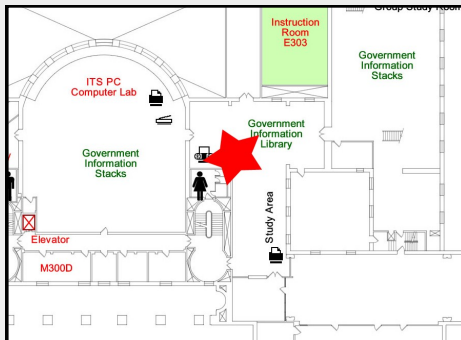 Group Study Room
Instruction
Room
E303
Government
Information
Stacks
ITS PC
Computer Lab
Government
Information
Library
Government
Information
Stacks
Study Area
Elevator
M300D